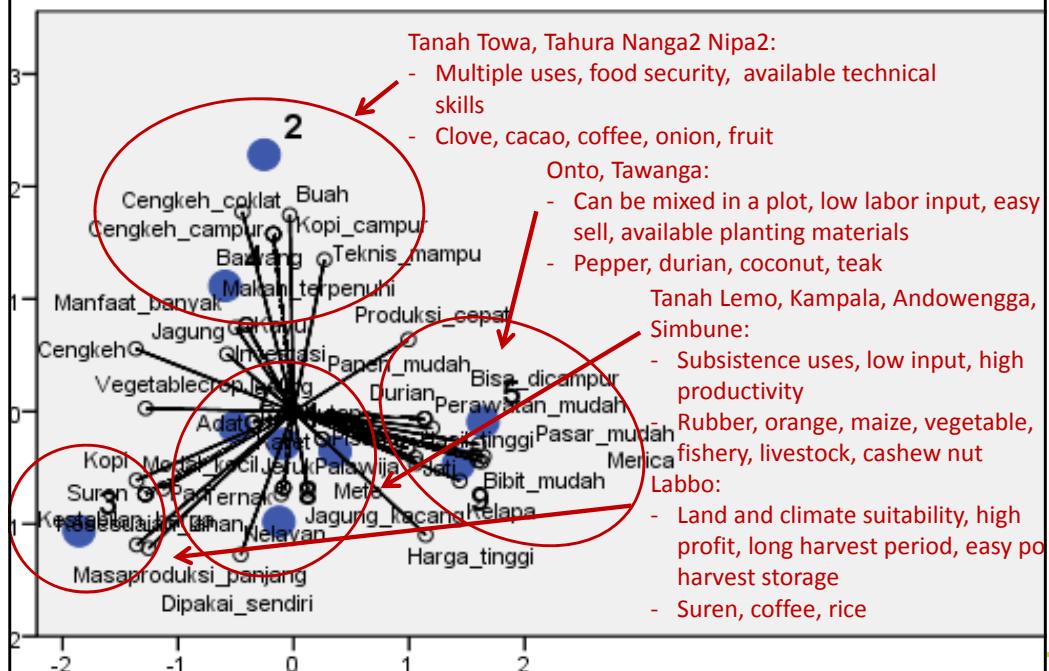 Tanah Towa, Tahura Nanga2 Nipa2:
- Multiple uses, food security, available technical
skills
- Clove, cacao, coffee, onion, fruit
Onto, Tawanga:
- Can be mixed in a plot, low labor input, easy
sell, available planting materials
- Pepper, durian, coconut, teak
Tanah Lemo, Kampala, Andowengga,
Simbune:
- Subsistence uses, low input, high
productivity
- Rubber, orange, maize, vegetable,
fishery, livestock, cashew nut
Labbo:
- Land and climate suitability, high
profit, long harvest period, easy po
harvest storage
- Suren, coffee, rice
3
2
1
0
2
-2
-1
0
1
2
2
Cengkeh_coklat
Buah
Cengkeh_campur
Kopi_campur
Bawang
Teknis_mampu
Makan_terpenuhi
Manfaat_banyak
Produksi_cepat
Jagung
Cengkeh
Investasi
Panen_mudah
Bisa_dicampur
5
Durian
Perawatan_mudah
Adat
Pasar_mudah
Merica
Kopi
Modal_kecil
Jeruk
Palawija
Jati
Suren
Ternak
Mete
Bibit_mudah
3
9
Jagung_kacang
Kelapa
Nelayan
Harga_tinggi
Masaproduksi_panjang
Dipakai_sendiri